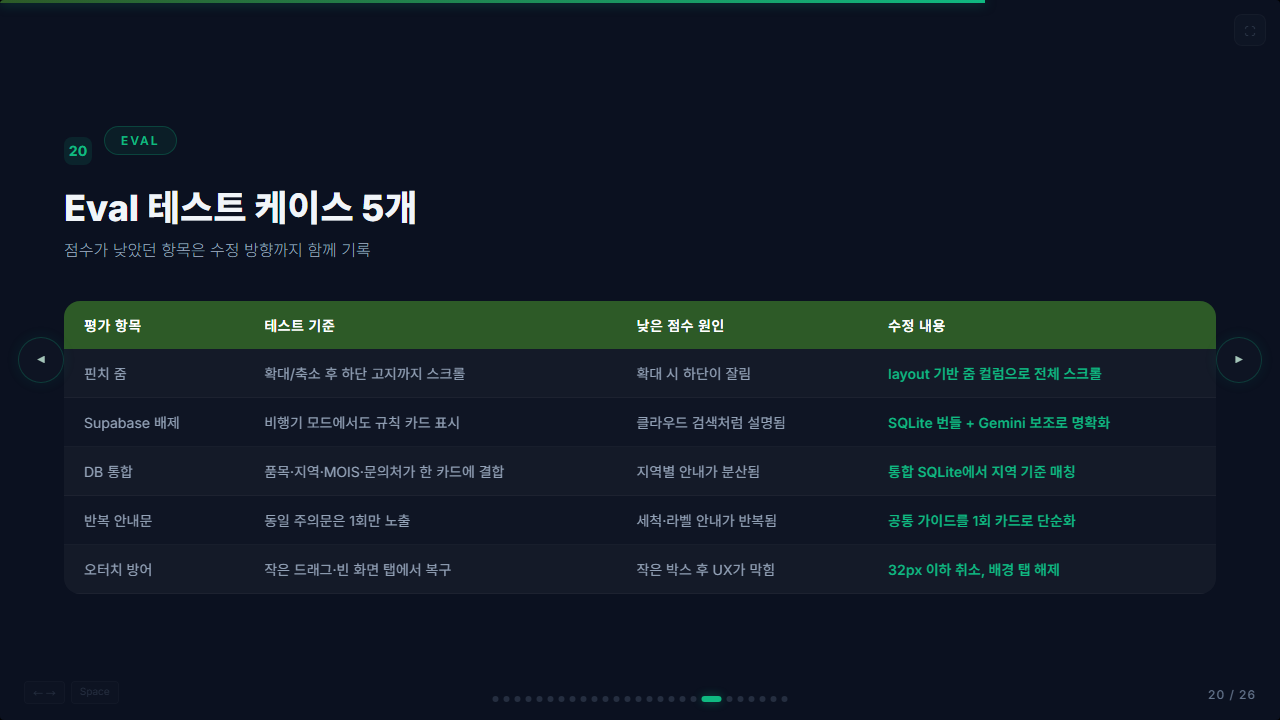 20
EVAL
Eval 테스트 케이스 5개
점수가 낮았던 항목은 수정 방향까지 함께 기록
평가 항목 테스트 기준 낮은 점수 원인 수정 내용
핀치 줌 확대/축소 후 하단 고지까지 스크롤 확대 시 하단이 잘림 layout 기반 줌 컬럼으로 전체 스크롤
Supabase 배제 비행기 모드에서도 규칙 카드 표시 클라우드 검색처럼 설명됨 SQLite 번들 + Gemini 보조로 명확화
DB 통합 품목·지역·MOIS·문의처가 한 카드에 결합 지역별 안내가 분산됨 통합 SQLite에서 지역 기준 매칭
반복 안내문 동일 주의문은 1회만 노출 세척·라벨 안내가 반복됨 공통 가이드를 1회 카드로 단순화
오터치 방어 작은 드래그·빈 화면 탭에서 복구 작은 박스 후 UX가 막힘 32px 이하 취소, 배경 탭 해제
← → Space
20 / 26